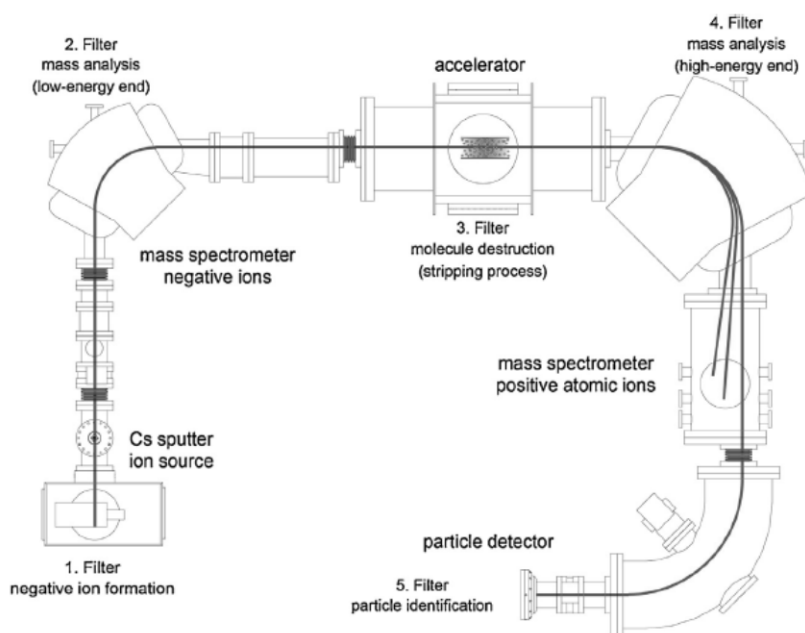 2. Filter
mass analysis
(low-energy end)
accelerator
4. Filter
mass analysis
(high-energy end)
3. Filter
molecule destruction
(stripping process)
mass spectrometer
negative ions
mass spectrometer
positive atomic ions
Cs sputter
ion source
1. Filter
negative ion formation
particle detector
5. Filter
particle identification